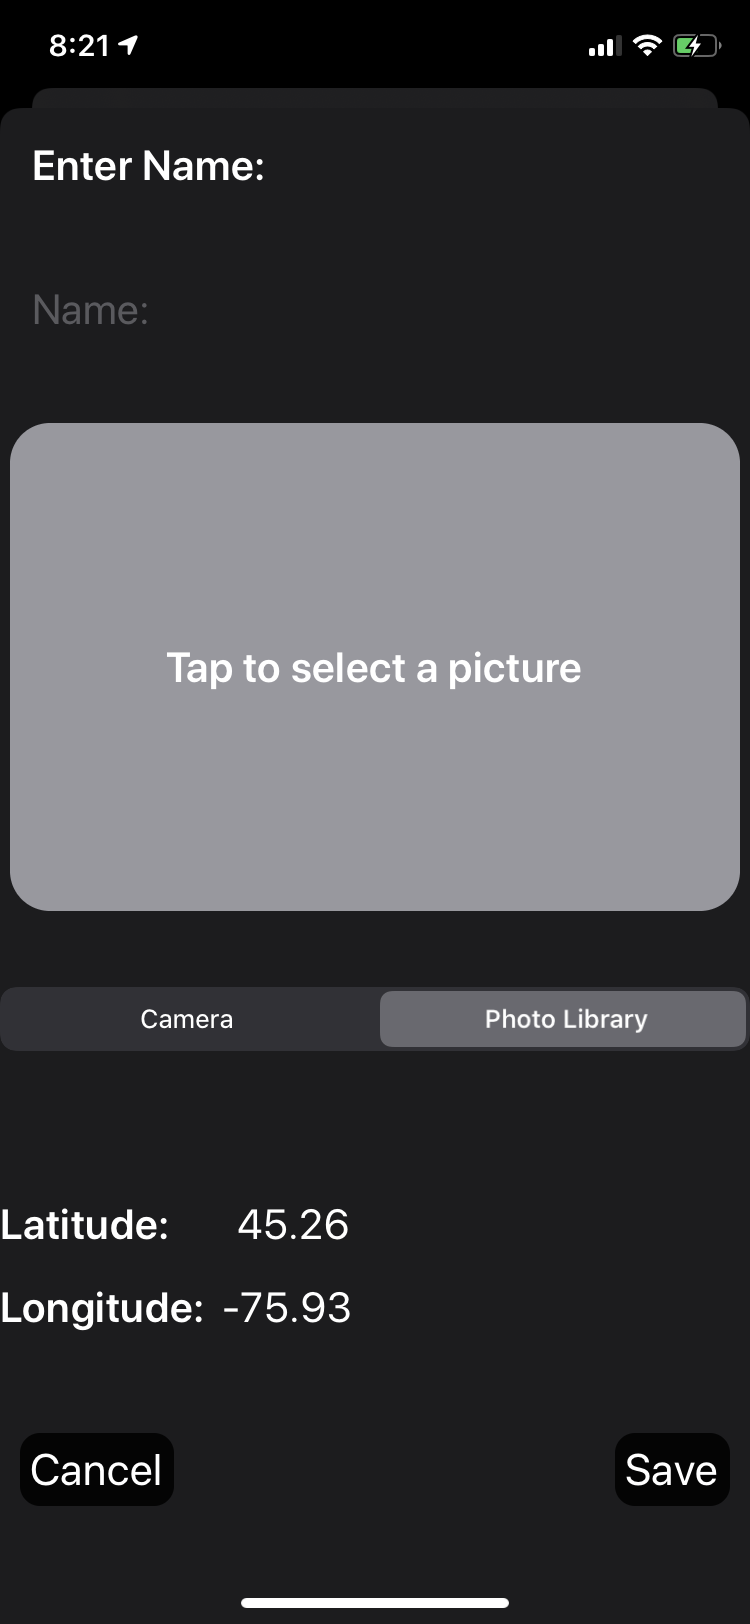 8:21
Enter Name:
Name:
Tap to select a picture
Camera Photo Library
Latitude: 45.26
Longitude: -75.93
Cancel Save